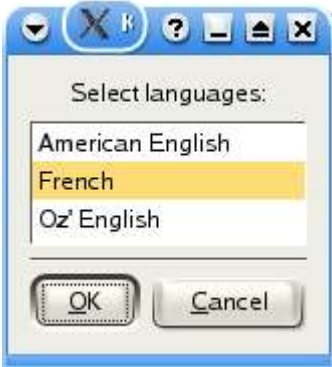 K
?
Select languages:
American English
French
Oz' English
OK
Cancel